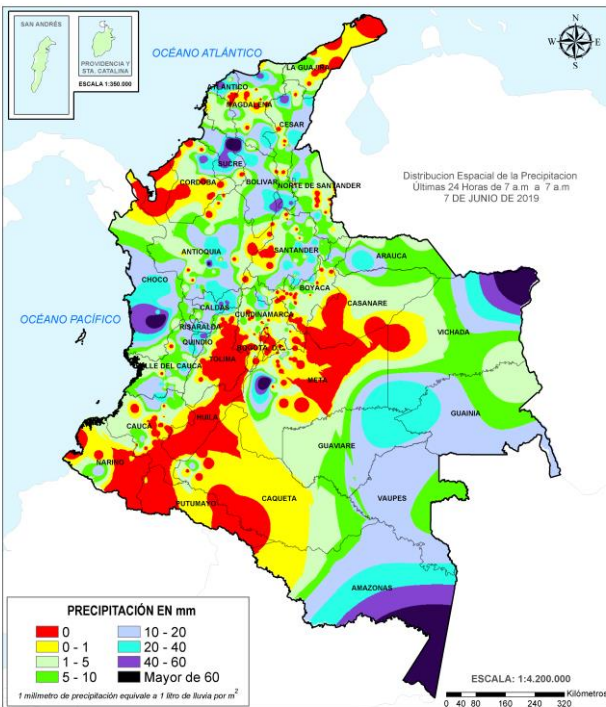 SAN ANDRÉS
PROVIDENCIA Y
STA. CATALINA
ESCALA 1:350.000
OCÉANO ATLÁNTICO
N
W
E
S
LA GUAJIRA
ATLANTICO
MAGDALENA
CESAR
SUCRE
CORDOBA
BOLIVAR
NORTE DE SANTANDER
Distribucion Espacial de la Precipitacion
Últimas 24 Horas de 7 a.m a 7 a.m
7 DE JUNIO DE 2019
ANTIOQUIA
SANTANDER
ARAUCA
CHOCO
BOYACA
CASANARE
OCÉANO PACÍFICO
CALDAS
CUNDINAMARCA
VICHADA
RISARALDA
QUINDIO
BOGOTA, D.C.
VALLE DEL CAUCA
TOLIMA
META
GUAINIA
CAUCA
HUILA
GUAVIARE
NARIÑO
CAQUETA
VAUPES
PUTUMAYO
AMAZONAS
PRECIPITACIÓN EN mm
0
0 - 1
1 - 5
5 - 10
10 - 20
20 - 40
40 - 60
Mayor de 60
1 milímetro de precipitación equivale a 1 litro de lluvia por m²
ESCALA: 1:4.200.000
Kilómetros
0 40 80 160 240 320